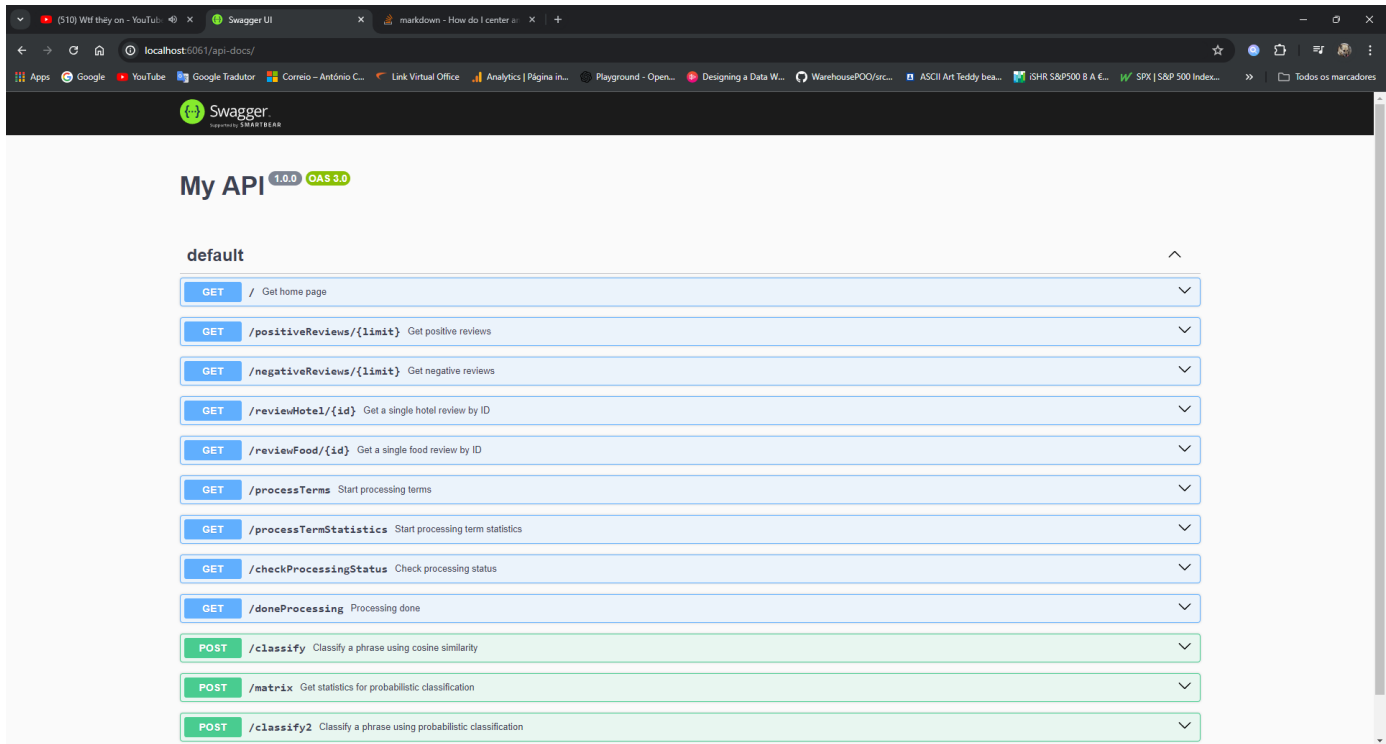 (510) Wtf thëy on - YouTub
Swagger UI
markdown - How do I center an
localhost:6061/api-docs/
Apps
Google
YouTube
Google Tradutor
Correio – António C...
Link Virtual Office
Analytics | Página in...
Playground - Open...
Designing a Data W...
WarehousePOO/src...
ASCII Art Teddy bea...
iSHR S&P500 B A €...
SPX | S&P 500 Index...
Todos os marcadores
Swagger.
Supported by SMARTBEAR
My API 1.0.0 OAS 3.0
default
GET / Get home page
GET /positiveReviews/{limit} Get positive reviews
GET /negativeReviews/{limit} Get negative reviews
GET /reviewHotel/{id} Get a single hotel review by ID
GET /reviewFood/{id} Get a single food review by ID
GET /processTerms Start processing terms
GET /processTermStatistics Start processing term statistics
GET /checkProcessingStatus Check processing status
GET /doneProcessing Processing done
POST /classify Classify a phrase using cosine similarity
POST /matrix Get statistics for probabilistic classification
POST /classify2 Classify a phrase using probabilistic classification